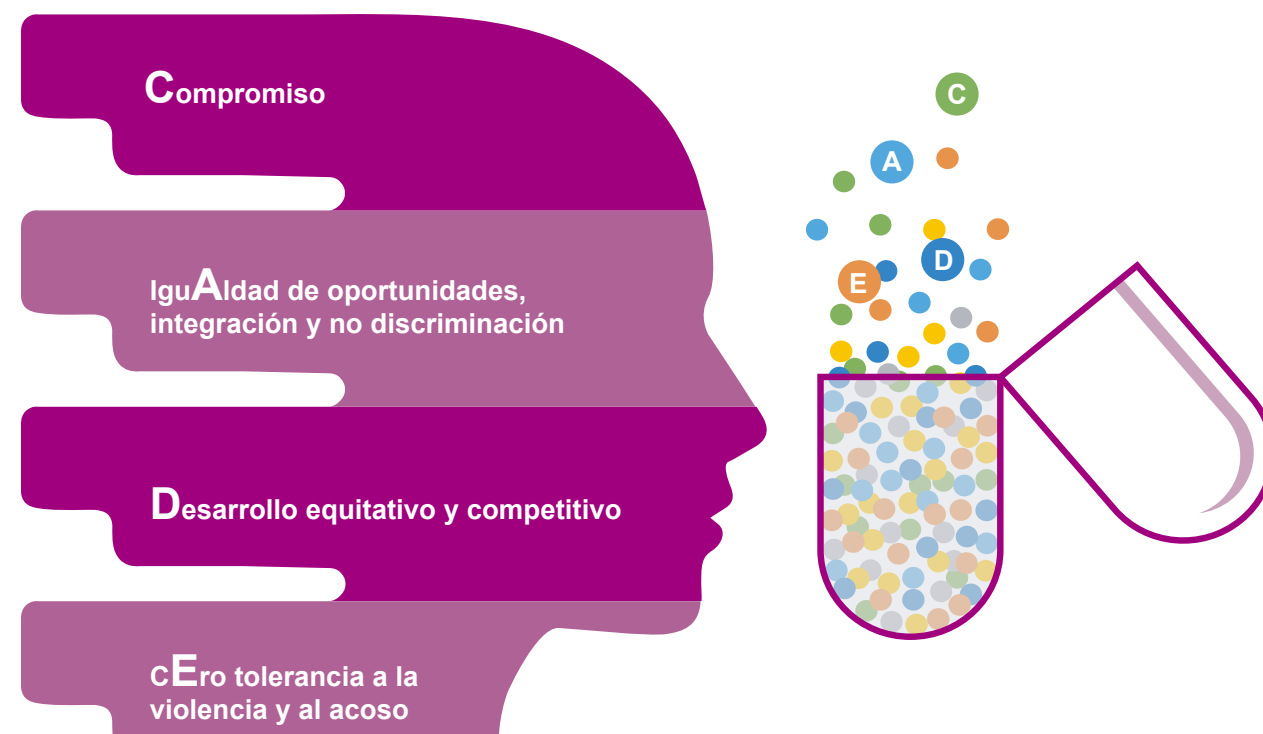 Compromiso
IguAldad de oportunidades,
integración y no discriminación
Desarrollo equitativo y competitivo
cEro tolerancia a la
violencia y al acoso
C
A
D
E